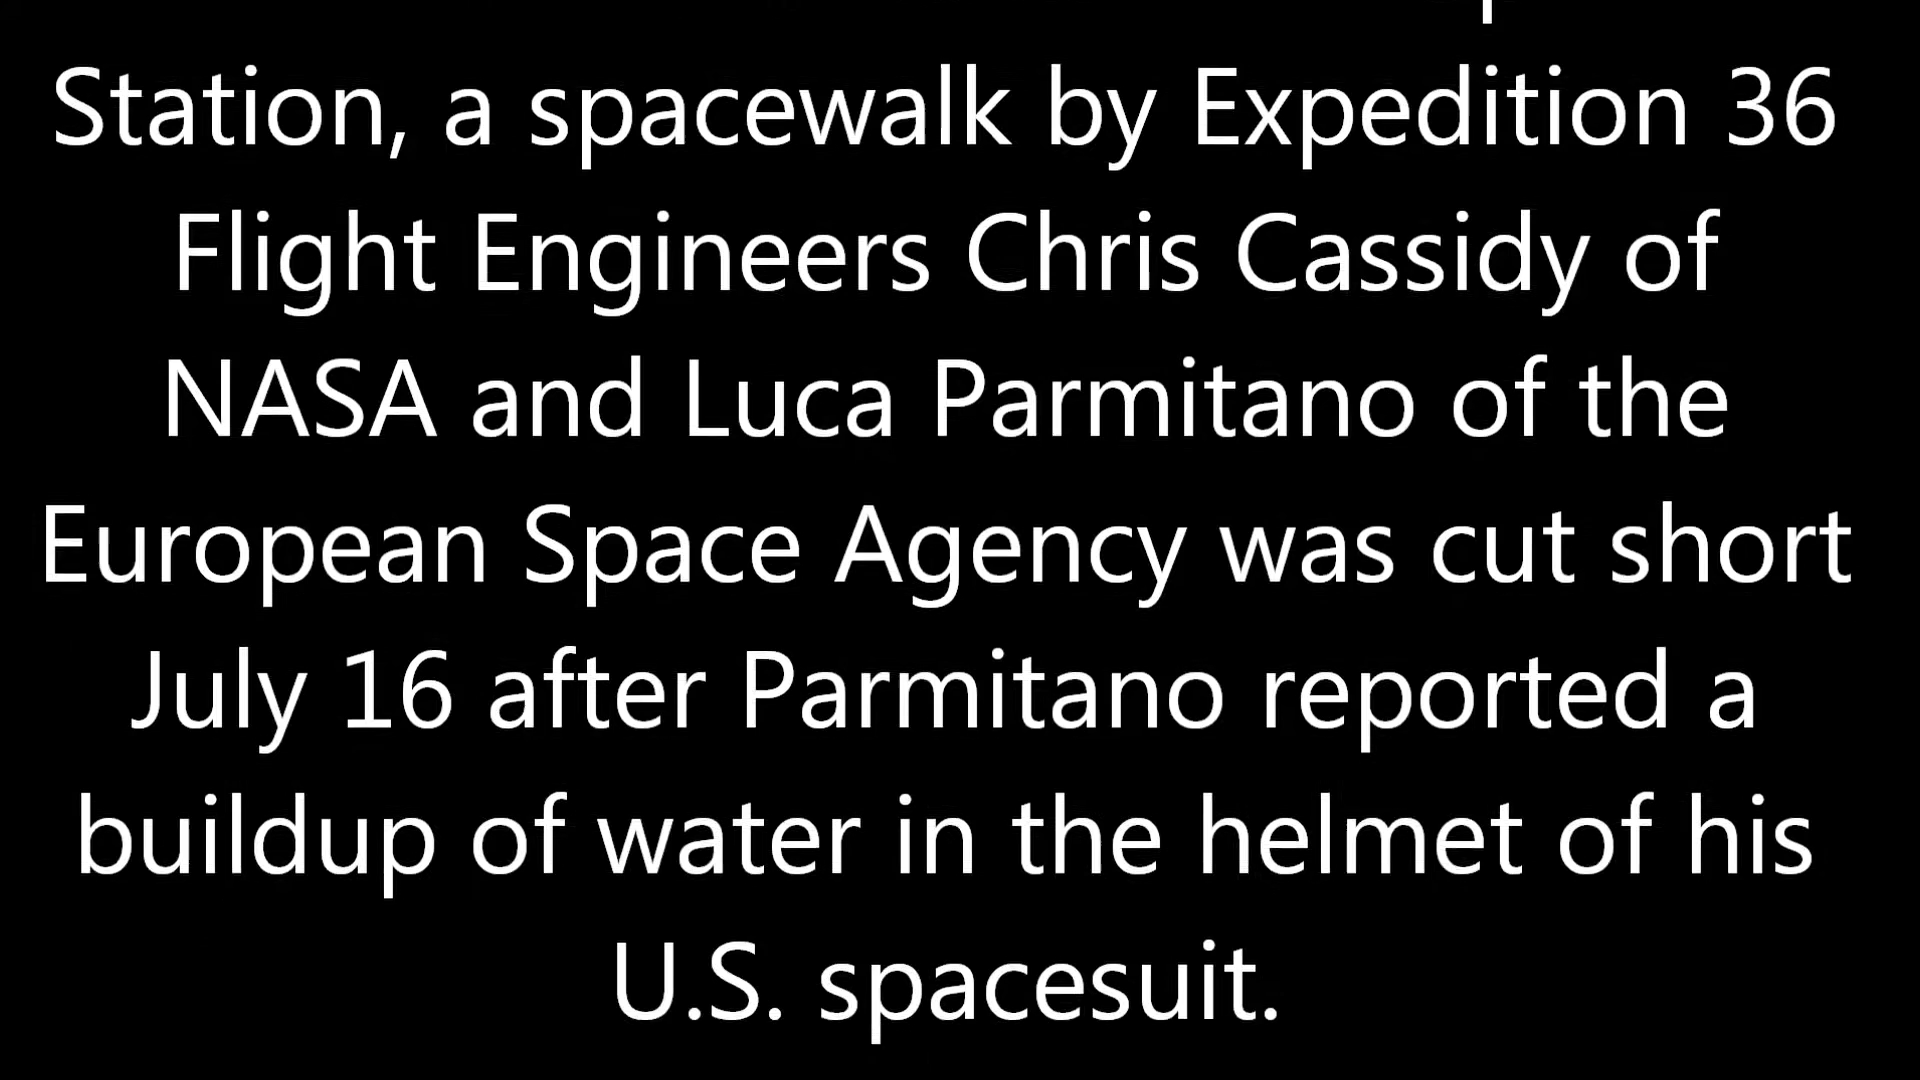 Station, a spacewalk by Expedition 36
Flight Engineers Chris Cassidy of
NASA and Luca Parmitano of the
European Space Agency was cut short
July 16 after Parmitano reported a
buildup of water in the helmet of his
U.S. spacesuit.